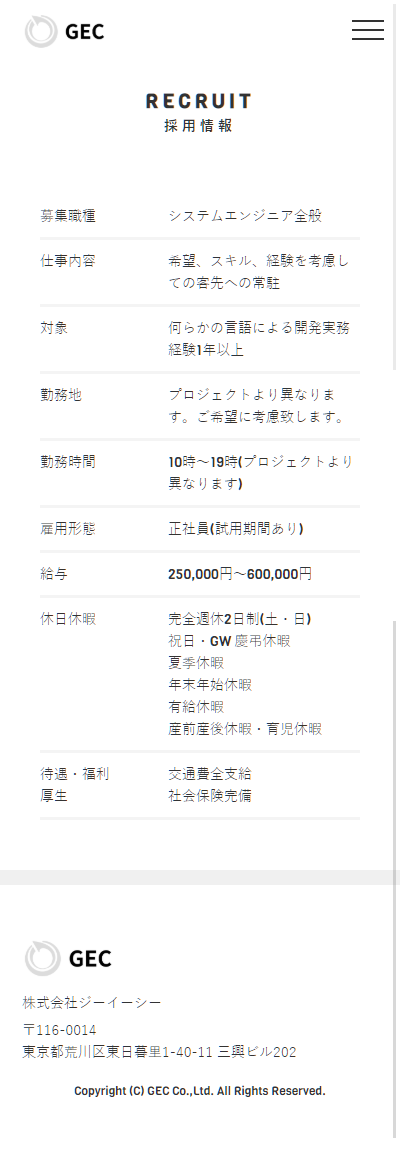 GEC
RECRUIT
採用情報
募集職種 システムエンジニア全般
仕事内容 希望、スキル、経験を考慮し
ての客先への常駐
対象 何らかの言語による開発実務
経験1年以上
勤務地 プロジェクトより異なりま
す。ご希望に考慮致します。
勤務時間 10時～19時(プロジェクトより
異なります)
雇用形態 正社員(試用期間あり)
給与 250,000円～600,000円
休日休暇 完全週休2日制(土・日)
祝日・GW 慶弔休暇
夏季休暇
年末年始休暇
有給休暇
産前産後休暇・育児休暇
待遇・福利 交通費全支給
厚生 社会保険完備
GEC
株式会社ジーイーシー
〒116-0014
東京都荒川区東日暮里1-40-11 三興ビル202
Copyright (C) GEC Co.,Ltd. All Rights Reserved.